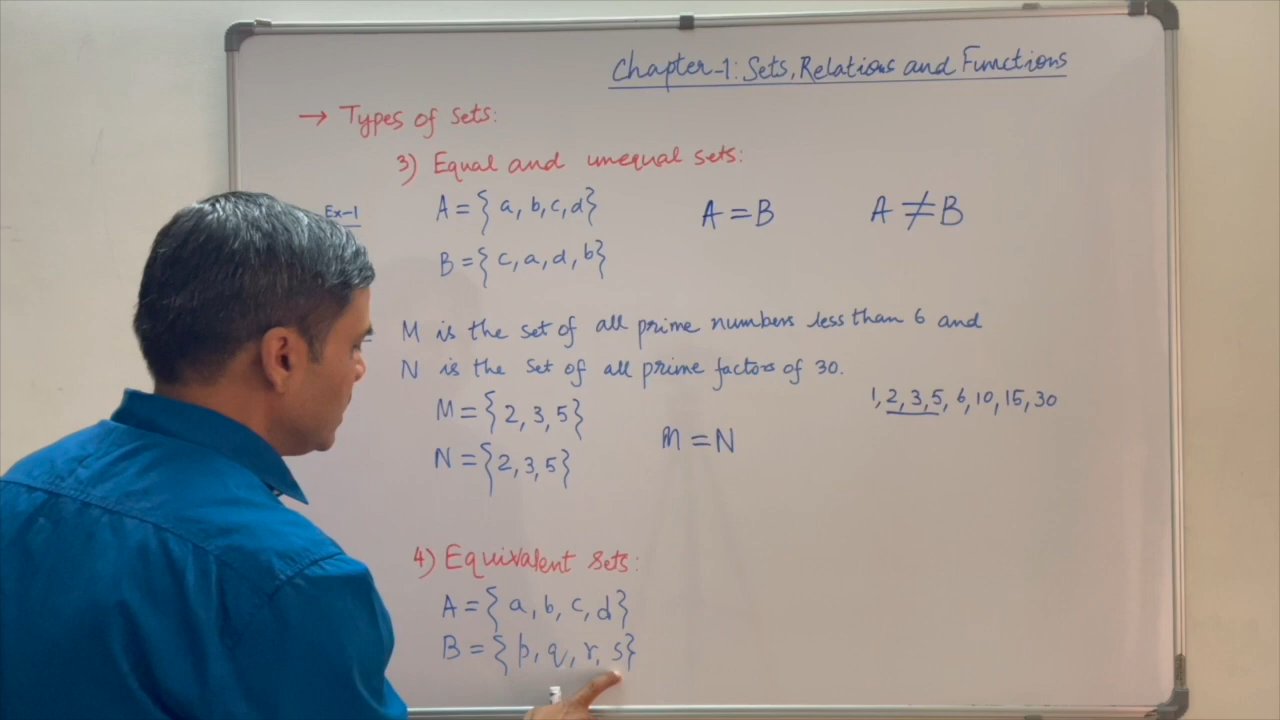 Chapter-1: Sets, Relations and Functions
→ Types of sets:
3) Equal and unequal sets:
Ex-1 A = {a, b, c, d} A = B A ≠ B
B = {c, a, d, b}
M is the set of all prime numbers less than 6 and
N is the set of all prime factors of 30.
1, 2, 3, 5, 6, 10, 15, 30
M = {2, 3, 5}
M = N
N = {2, 3, 5}
4) Equivalent sets:
A = {a, b, c, d}
B = {p, q, r, s}